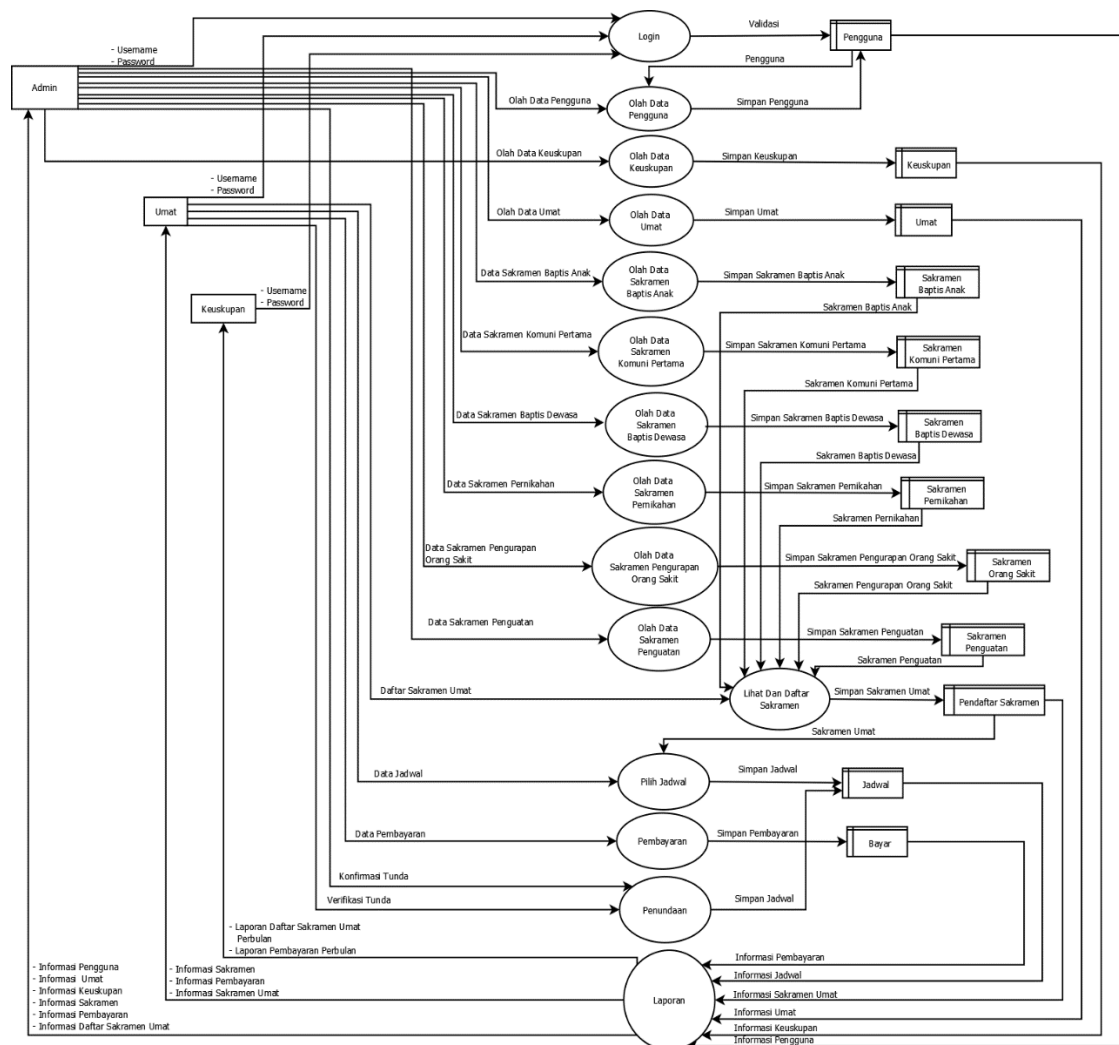 - Username
- Password
Admin
Login
Validasi
Pengguna
Pengguna
Olah Data Pengguna
Olah Data
Pengguna
Simpan Pengguna
Olah Data Keuskupan
Olah Data
Keuskupan
Simpan Keuskupan
Keuskupan
- Username
- Password
Umat
Olah Data Umat
Olah Data
Umat
Simpan Umat
Umat
- Username
- Password
Keuskupan
Data Sakramen Baptis Anak
Olah Data
Sakramen
Baptis Anak
Simpan Sakramen Baptis Anak
Sakramen
Baptis Anak
Sakramen Baptis Anak
Data Sakramen Komuni Pertama
Olah Data
Sakramen
Komuni Pertama
Simpan Sakramen Komuni Pertama
Sakramen
Komuni Pertama
Sakramen Komuni Pertama
Data Sakramen Baptis Dewasa
Olah Data
Sakramen
Baptis Dewasa
Simpan Sakramen Baptis Dewasa
Sakramen
Baptis Dewasa
Sakramen Baptis Dewasa
Data Sakramen Pernikahan
Olah Data
Sakramen
Pernikahan
Simpan Sakramen Pernikahan
Sakramen
Pernikahan
Sakramen Pernikahan
Data Sakramen Pengurapan
Orang Sakit
Olah Data
Sakramen Pengurapan
Orang Sakit
Simpan Sakramen Pengurapan Orang Sakit
Sakramen
Orang Sakit
Sakramen Pengurapan Orang Sakit
Data Sakramen Penguatan
Olah Data
Sakramen
Penguatan
Simpan Sakramen Penguatan
Sakramen
Penguatan
Sakramen Penguatan
Daftar Sakramen Umat
Lihat Dan Daftar
Sakramen
Simpan Sakramen Umat
Pendaftar Sakramen
Sakramen Umat
Data Jadwal
Pilih Jadwal
Simpan Jadwal
Jadwal
Data Pembayaran
Pembayaran
Simpan Pembayaran
Bayar
Konfirmasi Tunda
Verifikasi Tunda
Penundaan
Simpan Jadwal
- Laporan Daftar Sakramen Umat
Perbulan
- Laporan Pembayaran Perbulan
- Informasi Pengguna
- Informasi Umat
- Informasi Keuskupan
- Informasi Sakramen
- Informasi Pembayaran
- Informasi Daftar Sakramen Umat
- Informasi Sakramen
- Informasi Pembayaran
- Informasi Sakramen Umat
Laporan
Informasi Pembayaran
Informasi Jadwal
Informasi Sakramen Umat
Informasi Umat
Informasi Keuskupan
Informasi Pengguna